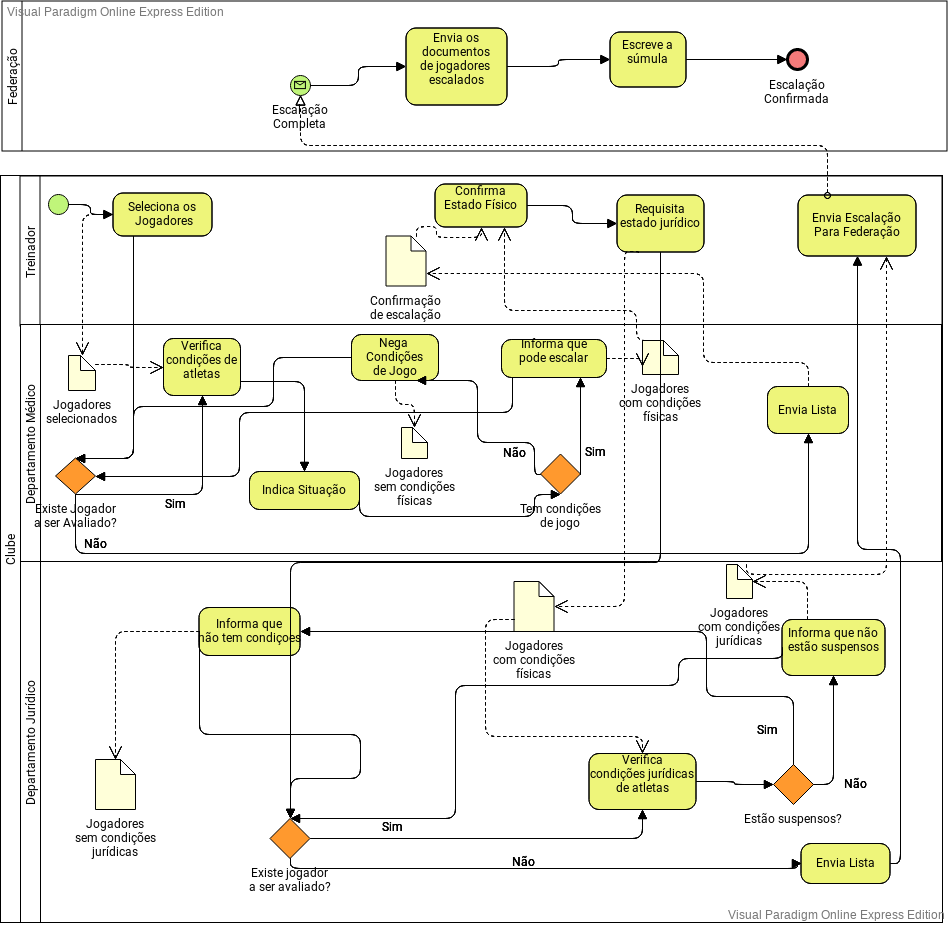 Visual Paradigm Online Express Edition
Federação
Envia os
documentos
de jogadores
escalados
Escreve a
súmula
Escalação
Completa
Escalação
Confirmada
Clube
Treinador
Seleciona os
Jogadores
Confirma
Estado Físico
Requisita
estado jurídico
Envia Escalação
Para Federação
Confirmação
de escalação
Departamento Médico
Jogadores
selecionados
Verifica
condições de
atletas
Nega
Condições
de Jogo
Informa que
pode escalar
Jogadores
com condições
físicas
Envia Lista
Existe Jogador
a ser Avaliado?
Sim
Não
Indica Situação
Jogadores
sem condições
físicas
Não
Sim
Tem condições
de jogo
Departamento Jurídico
Informa que
não tem condiçoes
Jogadores
com condições
físicas
Jogadores
com condições
jurídicas
Informa que não
estão suspensos
Jogadores
sem condições
jurídicas
Verifica
condições jurídicas
de atletas
Sim
Não
Estão suspensos?
Sim
Existe jogador
a ser avaliado?
Não
Envia Lista
Visual Paradigm Online Express Edition